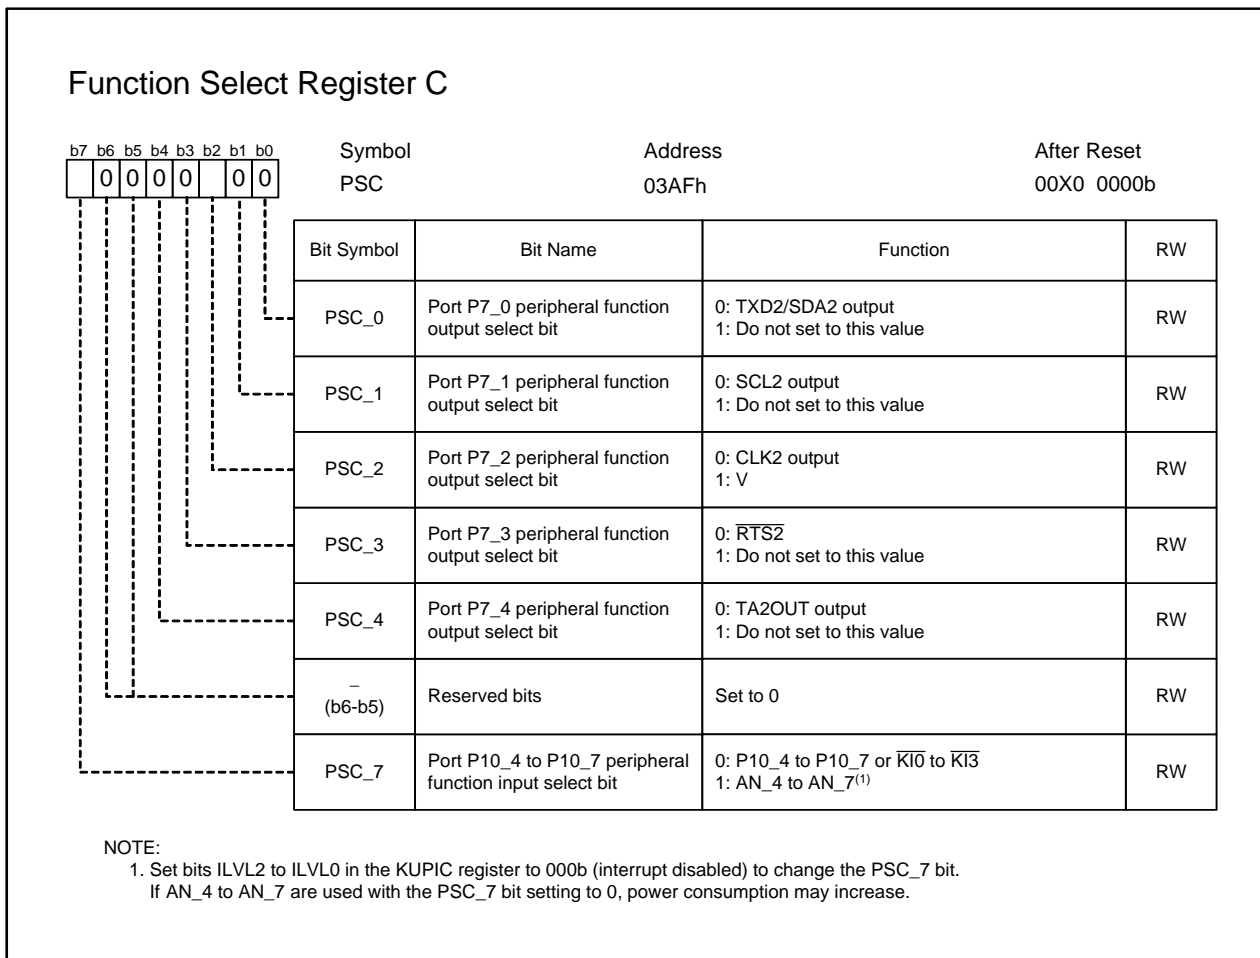 Function Select Register C
b7 b6 b5 b4 b3 b2 b1 b0
0 0 0 0 0 0
Symbol Address After Reset
PSC 03AFh 00X0 0000b
Bit Symbol Bit Name Function RW
PSC_0 Port P7_0 peripheral function output select bit 0: TXD2/SDA2 output 1: Do not set to this value RW
PSC_1 Port P7_1 peripheral function output select bit 0: SCL2 output 1: Do not set to this value RW
PSC_2 Port P7_2 peripheral function output select bit 0: CLK2 output 1: V RW
PSC_3 Port P7_3 peripheral function output select bit 0: R̅T̅S̅2̅ 1: Do not set to this value RW
PSC_4 Port P7_4 peripheral function output select bit 0: TA2OUT output 1: Do not set to this value RW
– (b6-b5) Reserved bits Set to 0 RW
PSC_7 Port P10_4 to P10_7 peripheral function input select bit 0: P10_4 to P10_7 or K̅I̅0̅ to K̅I̅3̅ 1: AN_4 to AN_7(1) RW
NOTE:
1. Set bits ILVL2 to ILVL0 in the KUPIC register to 000b (interrupt disabled) to change the PSC_7 bit.
If AN_4 to AN_7 are used with the PSC_7 bit setting to 0, power consumption may increase.